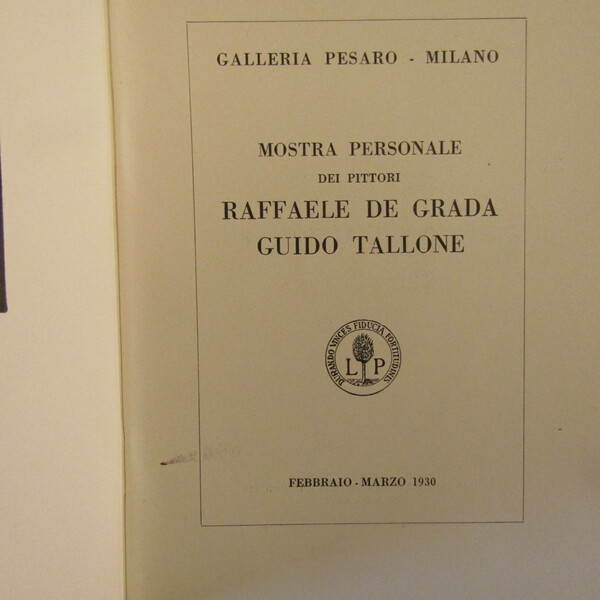 GALLERIA PESARO - MILANO
MOSTRA PERSONALE
DEI PITTORI
RAFFAELE DE GRADA
GUIDO TALLONE
DURANDO VINCES FIDUCIA FORTITUDINIS
L P
FEBBRAIO - MARZO 1930